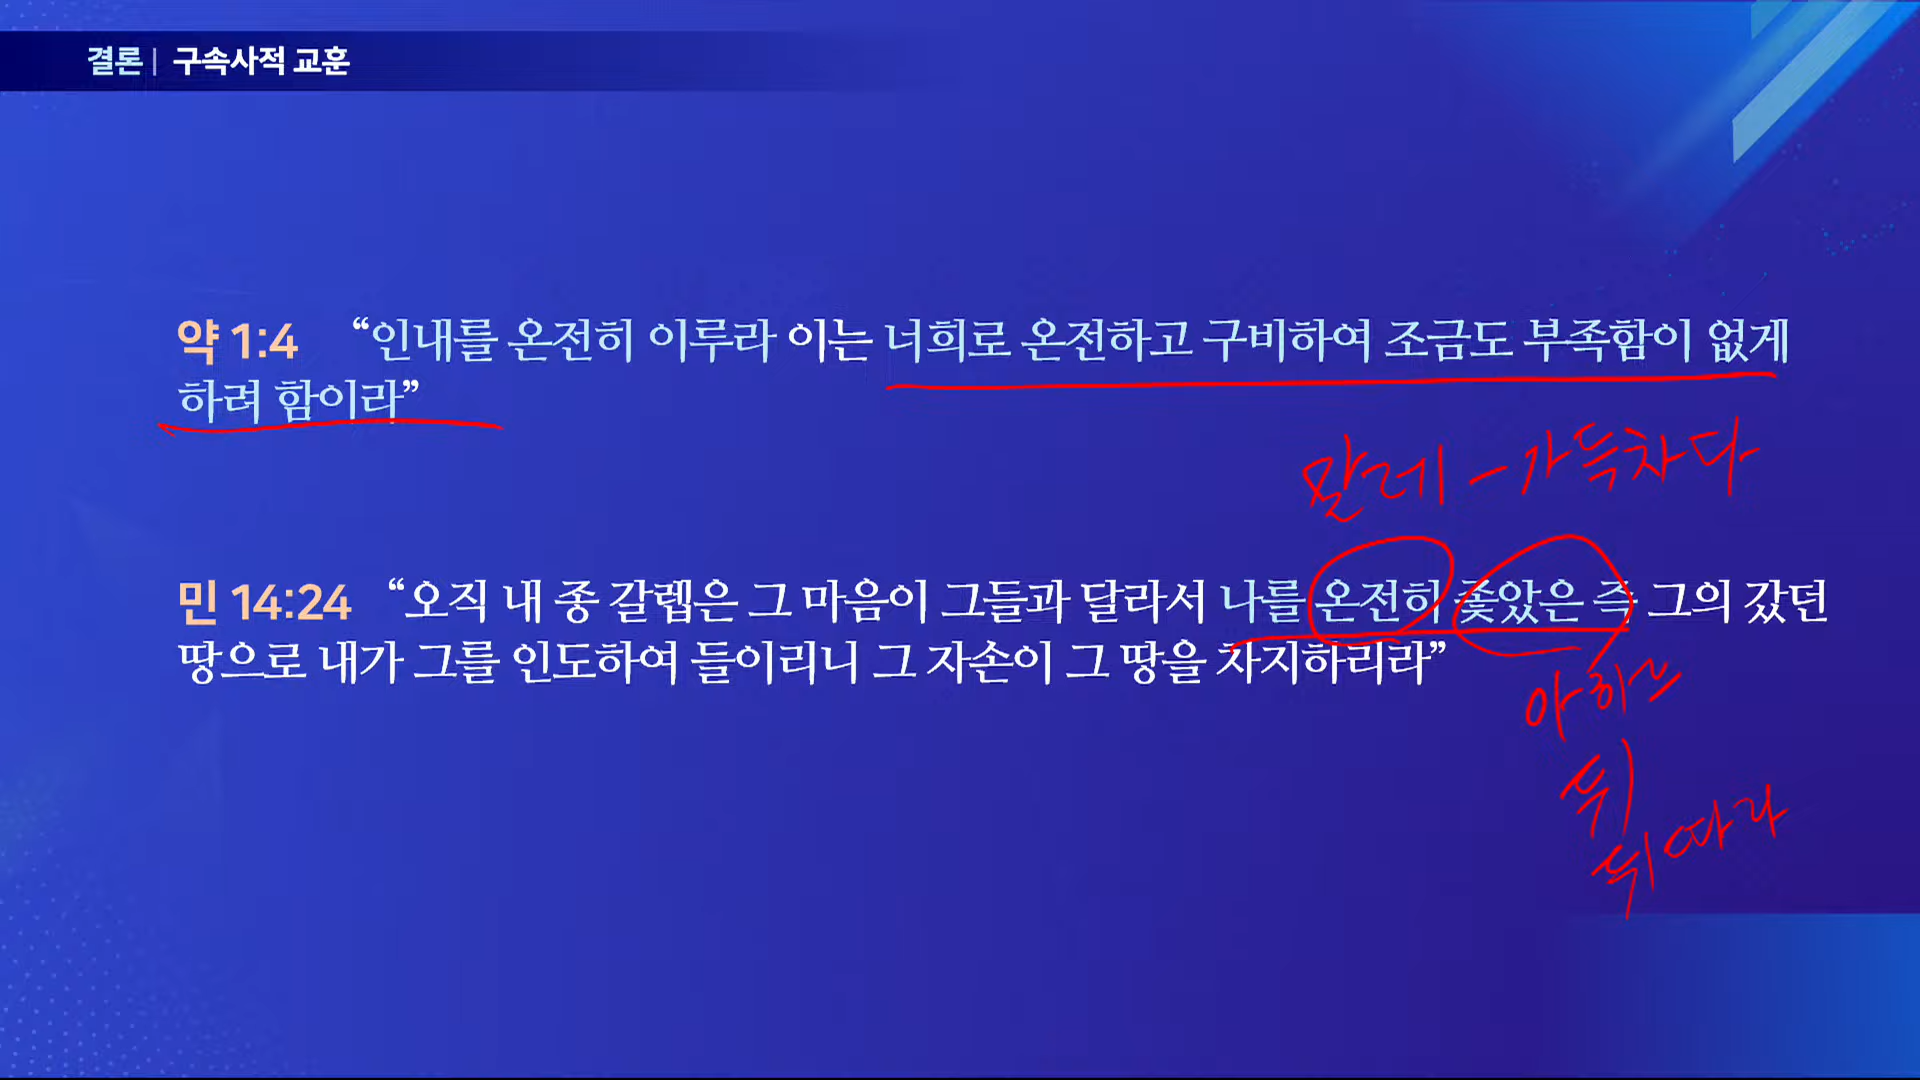 결론 | 구속사적 교훈
약 1:4 “인내를 온전히 이루라 이는 너희로 온전하고 구비하여 조금도 부족함이 없게
하려 함이라”
말레 - 가득차다
민 14:24 “오직 내 종 갈렙은 그 마음이 그들과 달라서 나를 온전히 좇았은 즉 그의 갔던
땅으로 내가 그를 인도하여 들이리니 그 자손이 그 땅을 차지하리라”
아하느
뒤
뒤따라